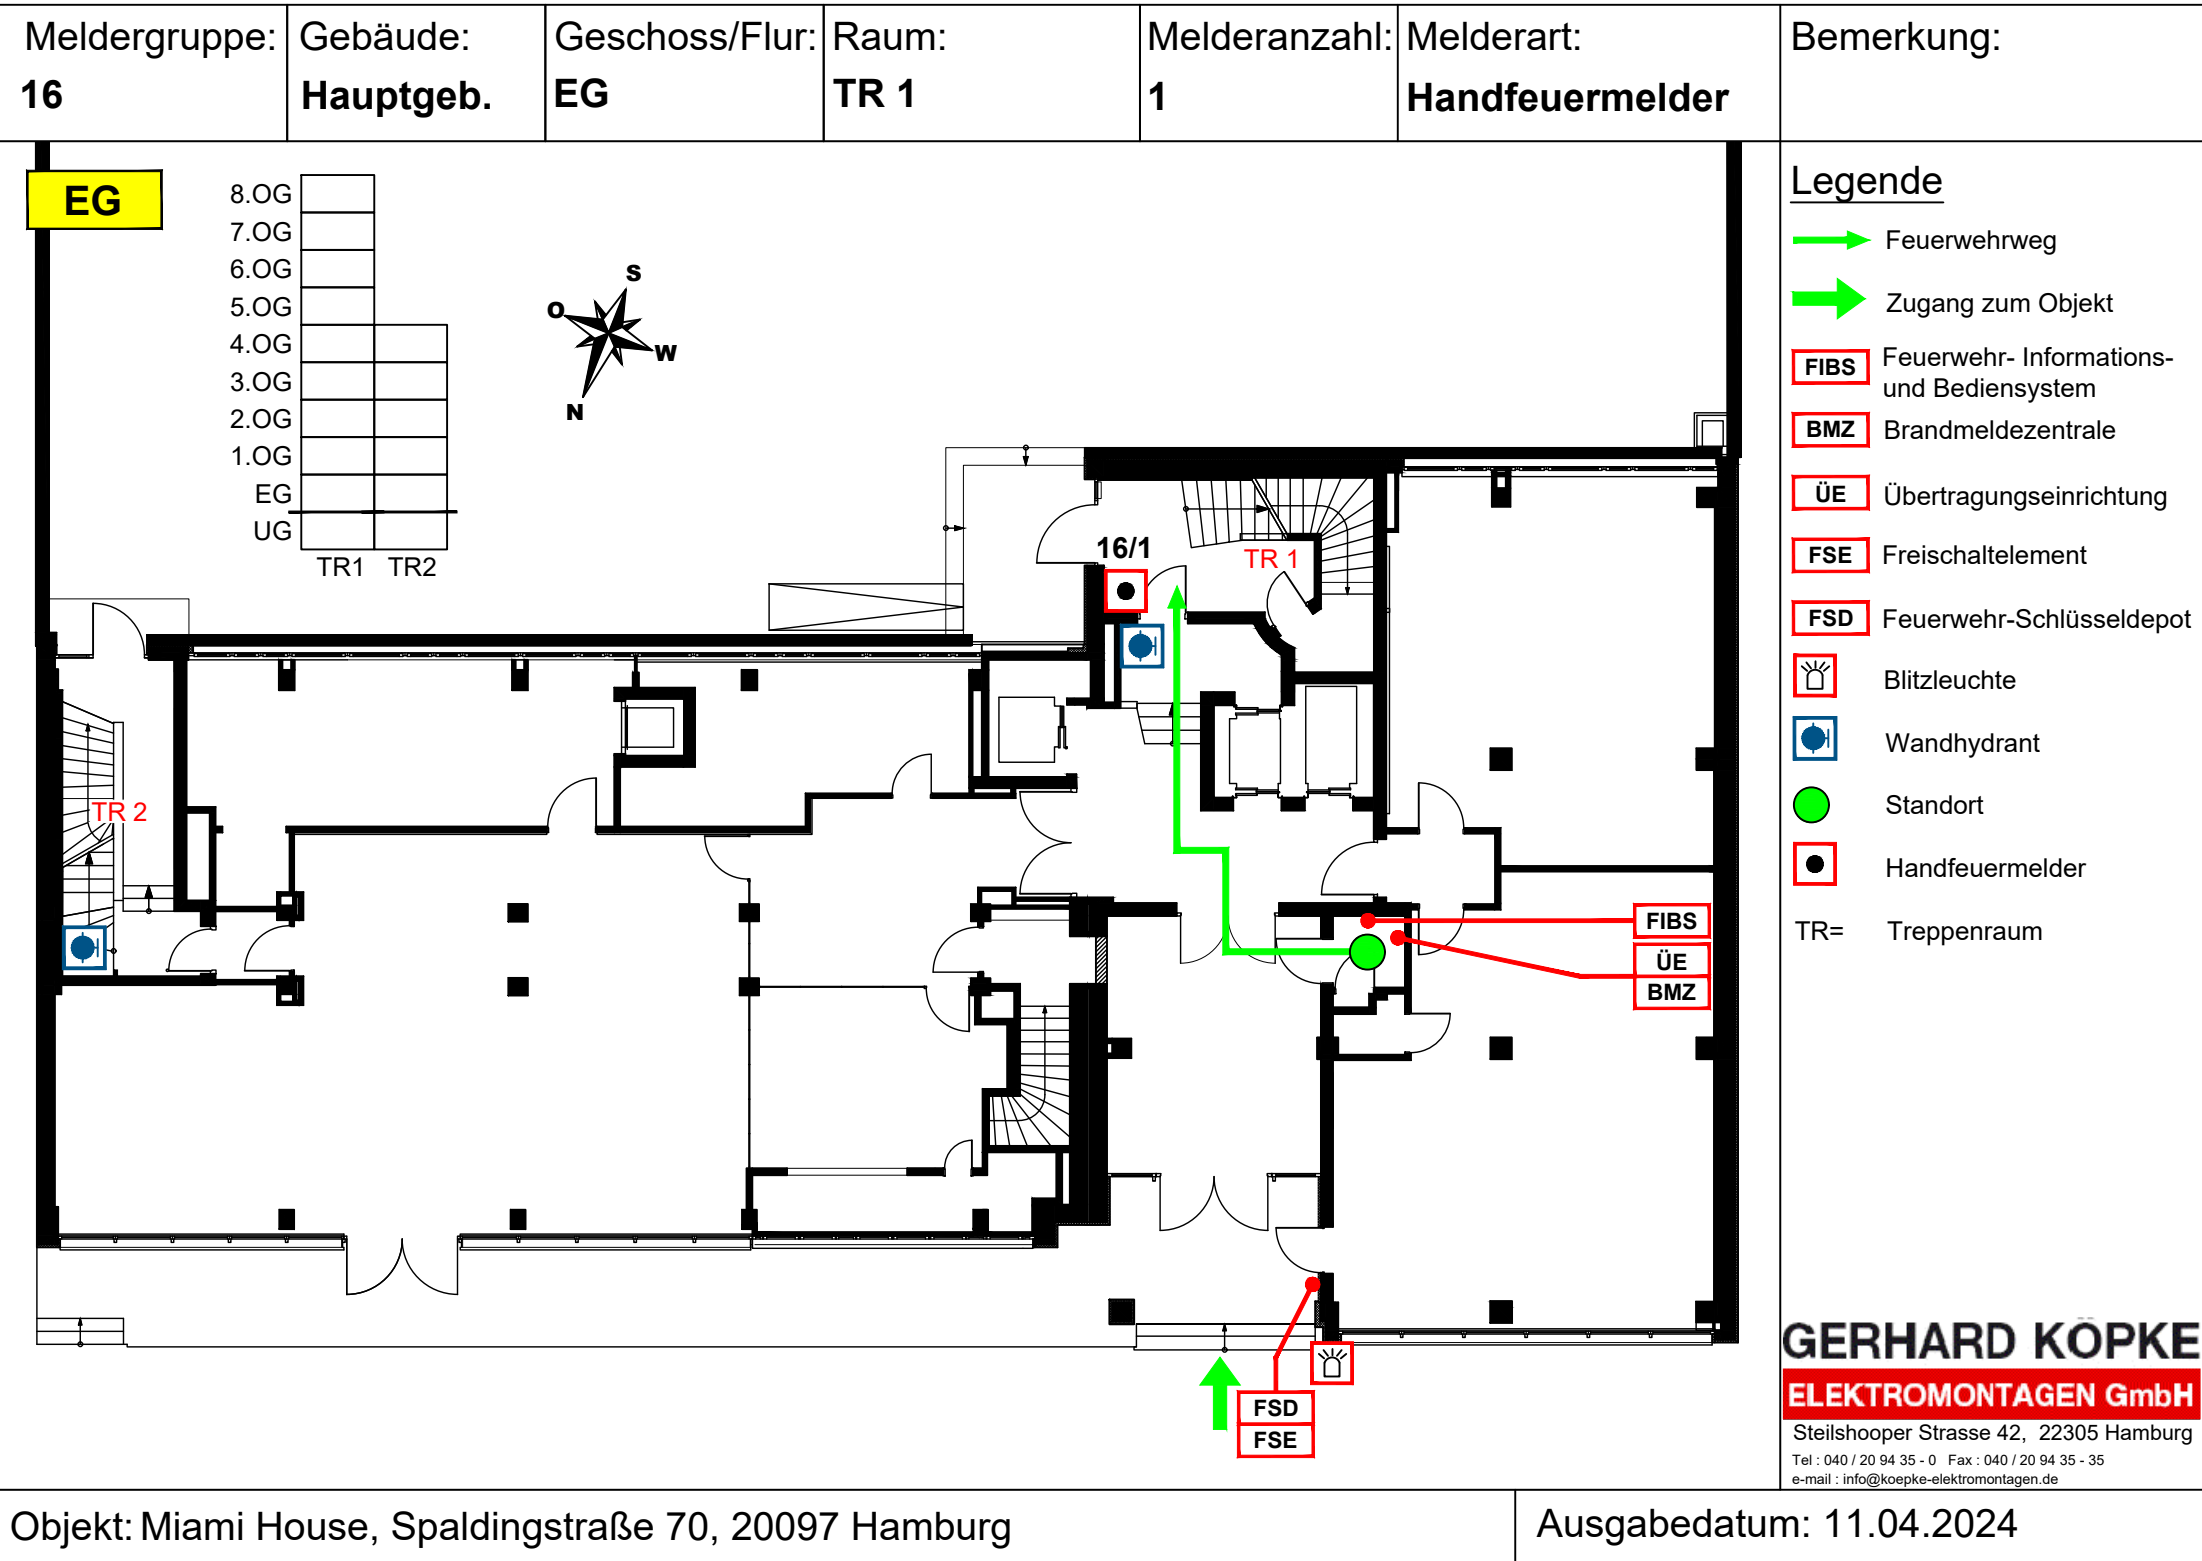 Meldergruppe:
16
Gebäude:
Hauptgeb.
Geschoss/Flur:
EG
Raum:
TR 1
Melderanzahl:
1
Melderart:
Handfeuermelder
Bemerkung:
EG
8.OG
7.OG
6.OG
5.OG
4.OG
3.OG
2.OG
1.OG
EG
UG
TR1 TR2
S
O
W
N
16/1
TR 1
TR 2
FIBS
ÜE
BMZ
FSD
FSE
Legende
Feuerwehrweg
Zugang zum Objekt
FIBS Feuerwehr- Informations-
und Bediensystem
BMZ Brandmeldezentrale
ÜE Übertragungseinrichtung
FSE Freischaltelement
FSD Feuerwehr-Schlüsseldepot
Blitzleuchte
Wandhydrant
Standort
Handfeuermelder
TR= Treppenraum
GERHARD KÖPKE
ELEKTROMONTAGEN GmbH
Steilshooper Strasse 42, 22305 Hamburg
Tel : 040 / 20 94 35 - 0 Fax : 040 / 20 94 35 - 35
e-mail : info@koepke-elektromontagen.de
Objekt: Miami House, Spaldingstraße 70, 20097 Hamburg
Ausgabedatum: 11.04.2024